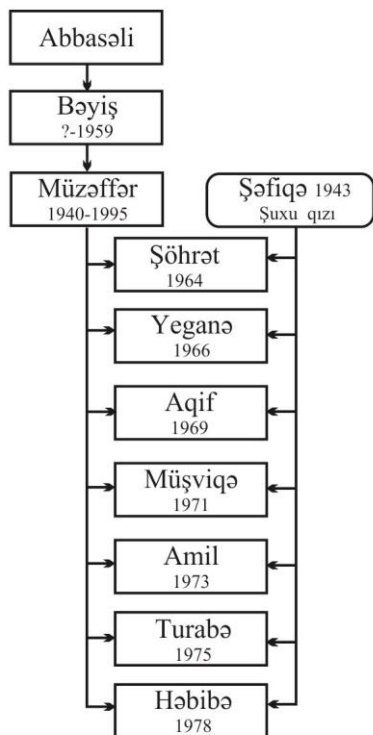 Abbasəli
Bəyiş
?-1959
Müzəffər
1940-1995
Şəfiqə 1943
Şuxu qızı
Şöhrət
1964
Yeganə
1966
Aqif
1969
Müşviqə
1971
Amil
1973
Turabə
1975
Həbibə
1978